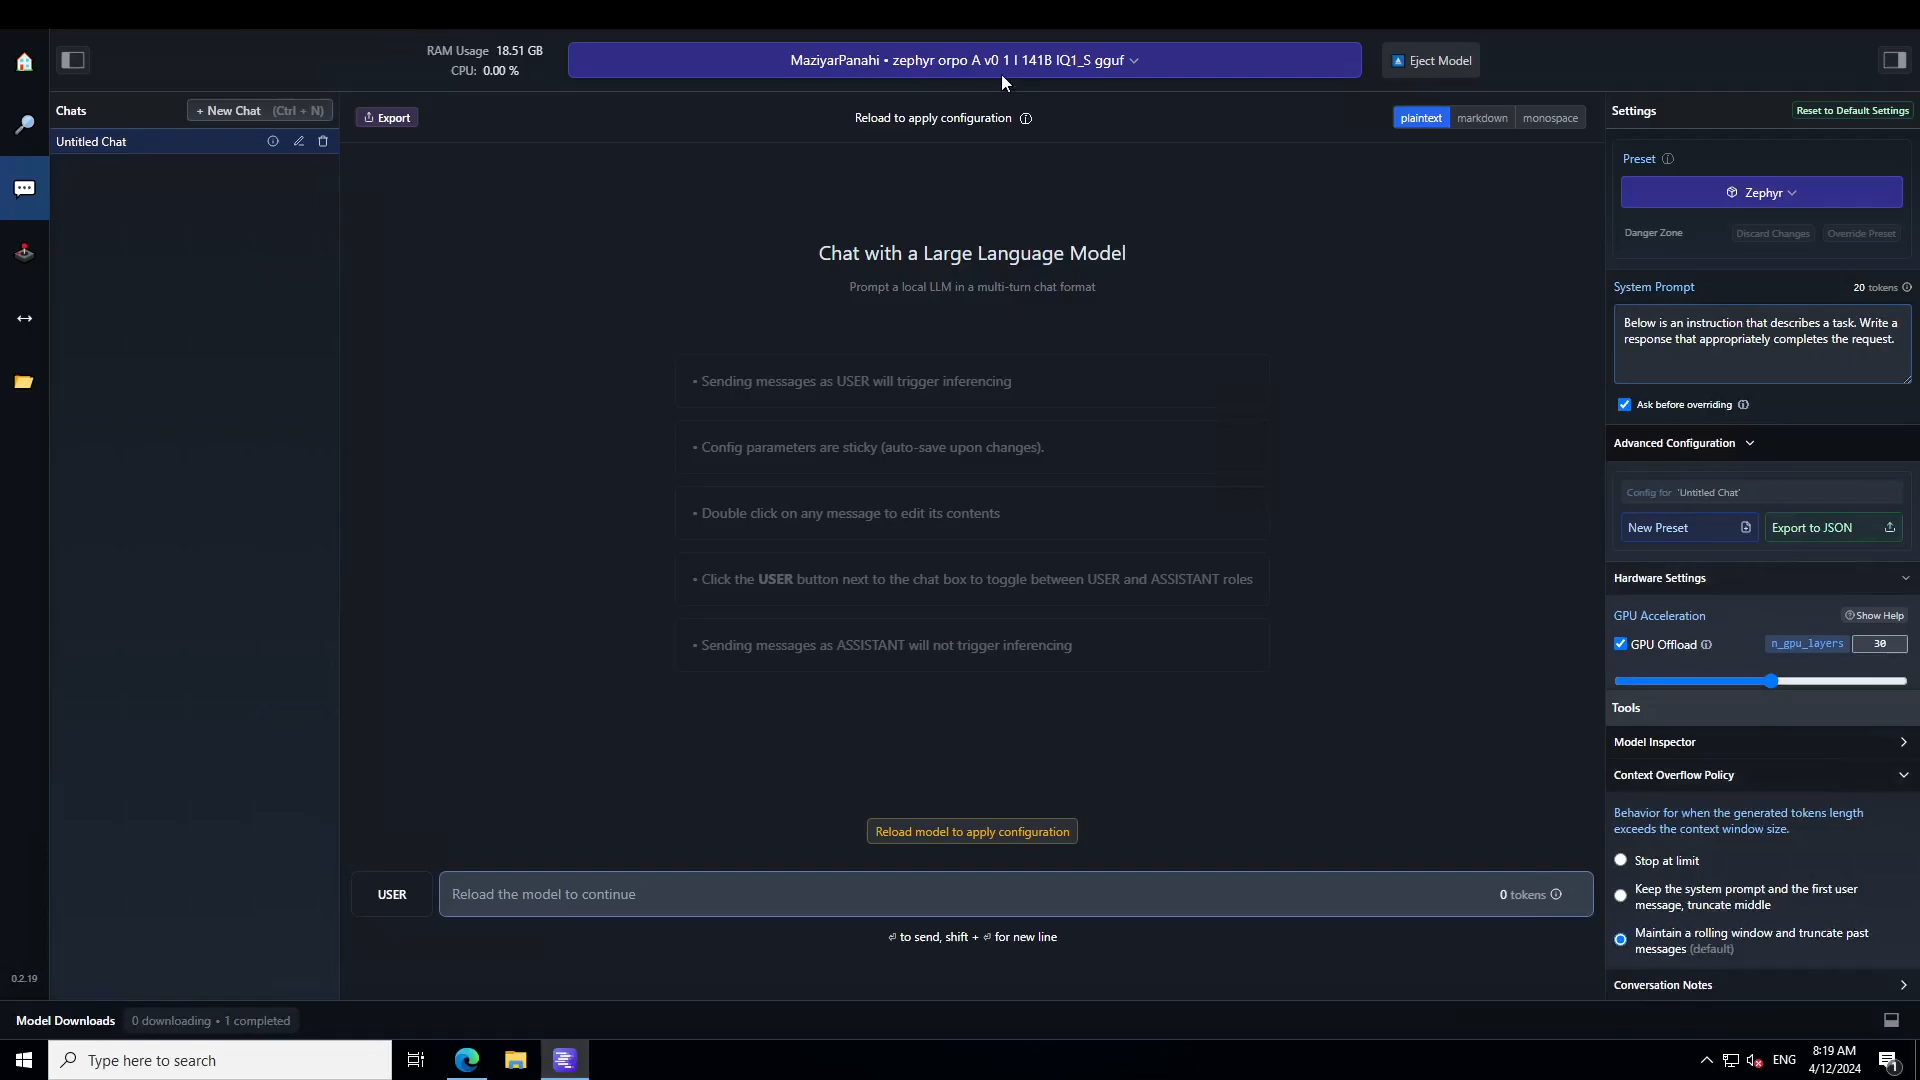 RAM Usage 18.51 GB
CPU: 0.00 %
MaziyarPanahi • zephyr orpo A v0 1 I 141B IQ1_S gguf
Eject Model
Chats
+ New Chat (Ctrl + N)
Untitled Chat
Export
Reload to apply configuration
plaintext
markdown
monospace
Chat with a Large Language Model
Prompt a local LLM in a multi-turn chat format
• Sending messages as USER will trigger inferencing
• Config parameters are sticky (auto-save upon changes).
• Double click on any message to edit its contents
• Click the USER button next to the chat box to toggle between USER and ASSISTANT roles
• Sending messages as ASSISTANT will not trigger inferencing
Reload model to apply configuration
USER
Reload the model to continue
0 tokens
⏎ to send, shift + ⏎ for new line
Settings
Reset to Default Settings
Preset
Zephyr
Danger Zone
Discard Changes
Override Preset
System Prompt
20 tokens
Below is an instruction that describes a task. Write a
response that appropriately completes the request.
Ask before overriding
Advanced Configuration
Config for 'Untitled Chat'
New Preset
Export to JSON
Hardware Settings
GPU Acceleration
Show Help
GPU Offload
n_gpu_layers
30
Tools
Model Inspector
Context Overflow Policy
Behavior for when the generated tokens length
exceeds the context window size.
Stop at limit
Keep the system prompt and the first user
message, truncate middle
Maintain a rolling window and truncate past
messages (default)
Conversation Notes
0.2.19
Model Downloads
0 downloading • 1 completed
Type here to search
ENG
8:19 AM
4/12/2024
1